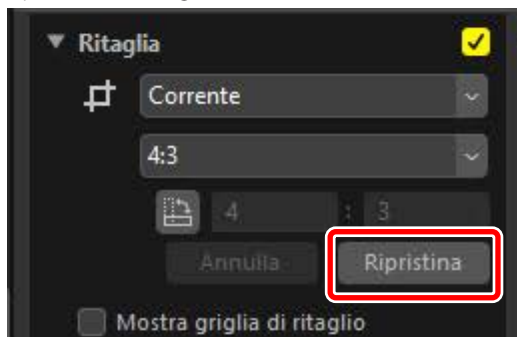 Ritaglia
Corrente
4:3
4 : 3
Annulla Ripristina
Mostra griglia di ritaglio